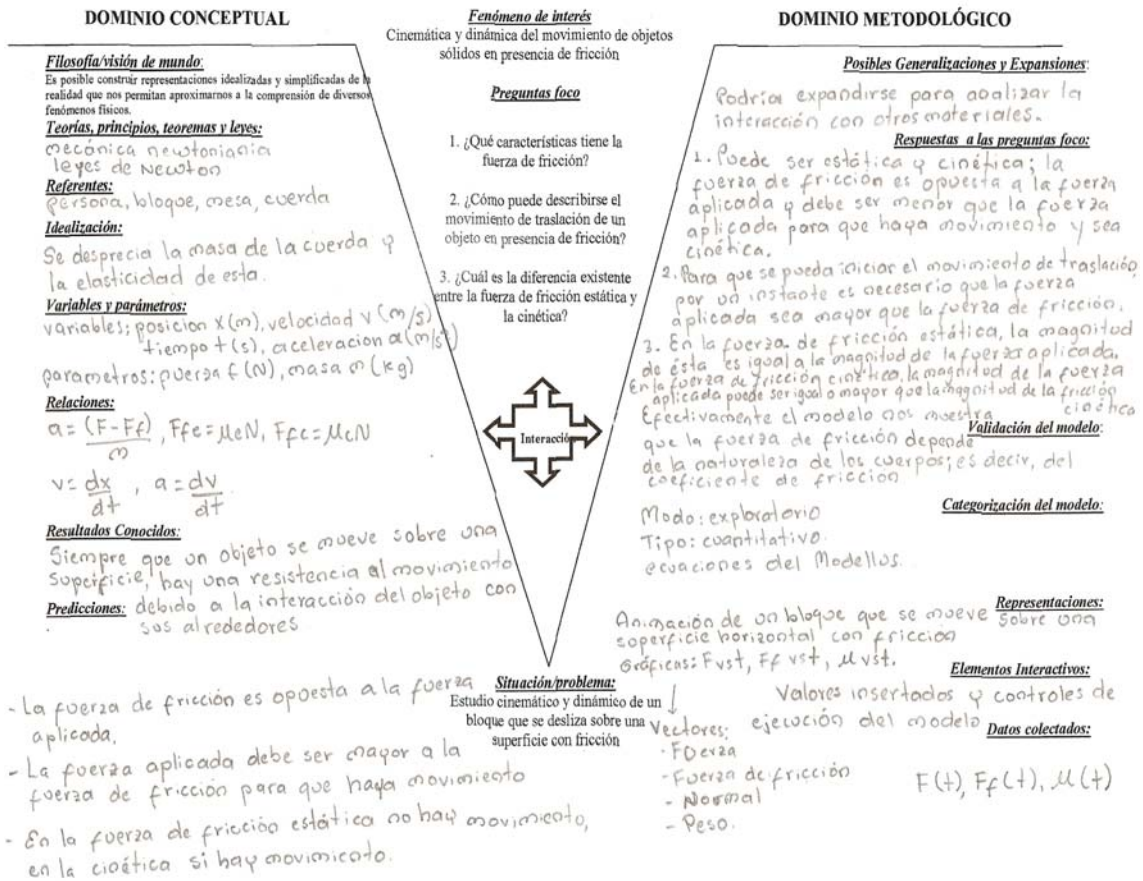 DOMINIO CONCEPTUAL
Filosofía/visión de mundo:
Es posible construir representaciones idealizadas y simplificadas de la
realidad que nos permitan aproximarnos a la comprensión de diversos
fenómenos físicos.
Teorías, principios, teoremas y leyes:
mecánica newtoniania
leyes de Newton
Referentes:
persona, bloque, mesa, cuerda
Idealización:
Se desprecia la masa de la cuerda y
la elasticidad de esta.
Variables y parámetros:
variables; posicion x(m), velocidad v (m/s)
tiempo t (s), aceleracion a(m/s²)
parametros: puerza f (N), masa m (kg)
Relaciones:
a = (F - Ff)/m , Ffe = μeN, Ffc = μcN
v = dx/dt , a = dv/dt
Resultados Conocidos:
Siempre que un objeto se mueve sobre una
superficie, hay una resistencia al movimiento
debido a la interacción del objeto con
sus alrededores
Predicciones:
- La fuerza de fricción es opuesta a la fuerza
aplicada.
- La fuerza aplicada debe ser mayor a la
fuerza de fricción para que haya movimiento
- En la fuerza de fricción estática no hay movimiento,
en la cinética si hay movimiento.
Fenómeno de interés
Cinemática y dinámica del movimiento de objetos
sólidos en presencia de fricción
Preguntas foco
1. ¿Qué características tiene la
fuerza de fricción?
2. ¿Cómo puede describirse el
movimiento de traslación de un
objeto en presencia de fricción?
3. ¿Cuál es la diferencia existente
entre la fuerza de fricción estática y
la cinética?
Interacción
Situación/problema:
Estudio cinemático y dinámico de un
bloque que se desliza sobre una
superficie con fricción
DOMINIO METODOLÓGICO
Posibles Generalizaciones y Expansiones:
Podría expandirse para analizar la
interacción con otros materiales.
Respuestas a las preguntas foco:
1. Puede ser estática y cinética; la
fuerza de fricción es opuesta a la fuerza
aplicada y debe ser menor que la fuerza
aplicada para que haya movimiento y sea
cinética.
2. Para que se pueda iniciar el movimiento de traslación,
por un instante es necesario que la fuerza
aplicada sea mayor que la fuerza de fricción.
3. En la fuerza de fricción estática, la magnitud
de ésta es igual a la magnitud de la fuerza aplicada.
En la fuerza de fricción cinética, la magnitud de la fuerza
aplicada puede ser igual o mayor que la magnitud de la fricción
cinética
Validación del modelo:
Efectivamente el modelo nos muestra
que la fuerza de fricción depende
de la naturaleza de los cuerpos; es decir, del
coeficiente de fricción
Categorización del modelo:
Modo: exploratorio
Tipo: cuantitativo.
ecuaciones del Modellus.
Representaciones:
Animación de un bloque que se mueve sobre una
superficie horizontal con fricción
Gráficas: F vst, Ff vst, μ vst.
Vectores:
- Fuerza
- Fuerza de fricción
- Normal
- Peso.
Elementos Interactivos:
Valores insertados y controles de
ejecución del modelo
Datos colectados:
F(t), Ff(t), μ(t)